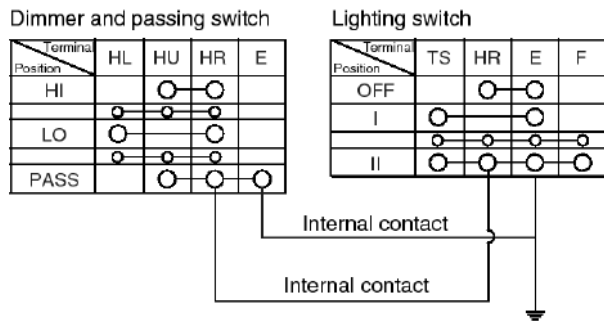 Dimmer and passing switch
Terminal
Position
HL HU HR E
HI
LO
PASS
Lighting switch
Terminal
Position
TS HR E F
OFF
I
II
Internal contact
Internal contact